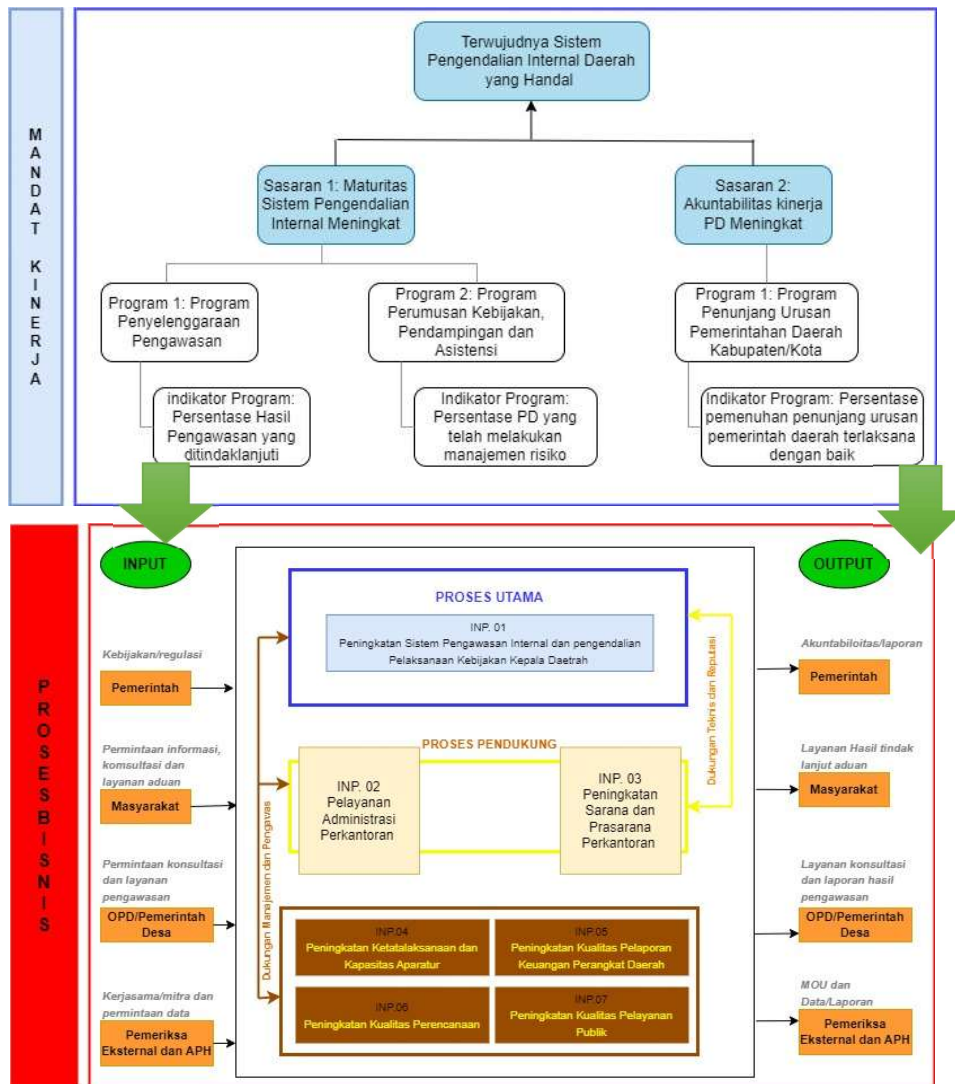 MANDAT KINERJA
Terwujudnya Sistem
Pengendalian Internal Daerah
yang Handal
Sasaran 1: Maturitas
Sistem Pengendalian
Internal Meningkat
Sasaran 2:
Akuntabilitas kinerja
PD Meningkat
Program 1: Program
Penyelenggaraan
Pengawasan
Program 2: Program
Perumusan Kebijakan,
Pendampingan dan
Asistensi
Program 1: Program
Penunjang Urusan
Pemerintahan Daerah
Kabupaten/Kota
indikator Program:
Persentase Hasil
Pengawasan yang
ditindaklanjuti
Indikator Program:
Persentase PD yang
telah melakukan
manajemen risiko
Indikator Program: Persentase
pemenuhan penunjang urusan
pemerintah daerah terlaksana
dengan baik
PROSESBISNIS
INPUT
Kebijakan/regulasi
Pemerintah
Permintaan informasi,
komsultasi dan
layanan aduan
Masyarakat
Permintaan konsultasi
dan layanan
pengawasan
OPD/Pemerintah
Desa
Kerjasama/mitra dan
permintaan data
Pemeriksa
Eksternal dan APH
PROSES UTAMA
INP. 01
Peningkatan Sistem Pengawasan Internal dan pengendalian
Pelaksanaan Kebijakan Kepala Daetrah
PROSES PENDUKUNG
INP. 02
Pelayanan
Administrasi
Perkantoran
INP. 03
Peningkatan
Sarana dan
Prasarana
Perkantoran
Dukungan Teknis dan Reputasi
Dukungan Manajemen dan Pengawas
INP.04
Peningkatan Ketatalaksanaan dan
Kapasitas Aparatur
INP.05
Peningkatan Kualitas Pelaporan
Keuangan Perangkat Daerah
INP.06
Peningkatan Kualitas Perencanaan
INP.07
Peningkatan Kualitas Pelayanan
Publik
OUTPUT
Akuntabiloitas/laporan
Pemerintah
Layanan Hasil tindak
lanjut aduan
Masyarakat
Layanan konsultasi
dan laporan hasil
pengawasan
OPD/Pemerintah
Desa
MOU dan
Data/Laporan
Pemeriksa
Eksternal dan APH